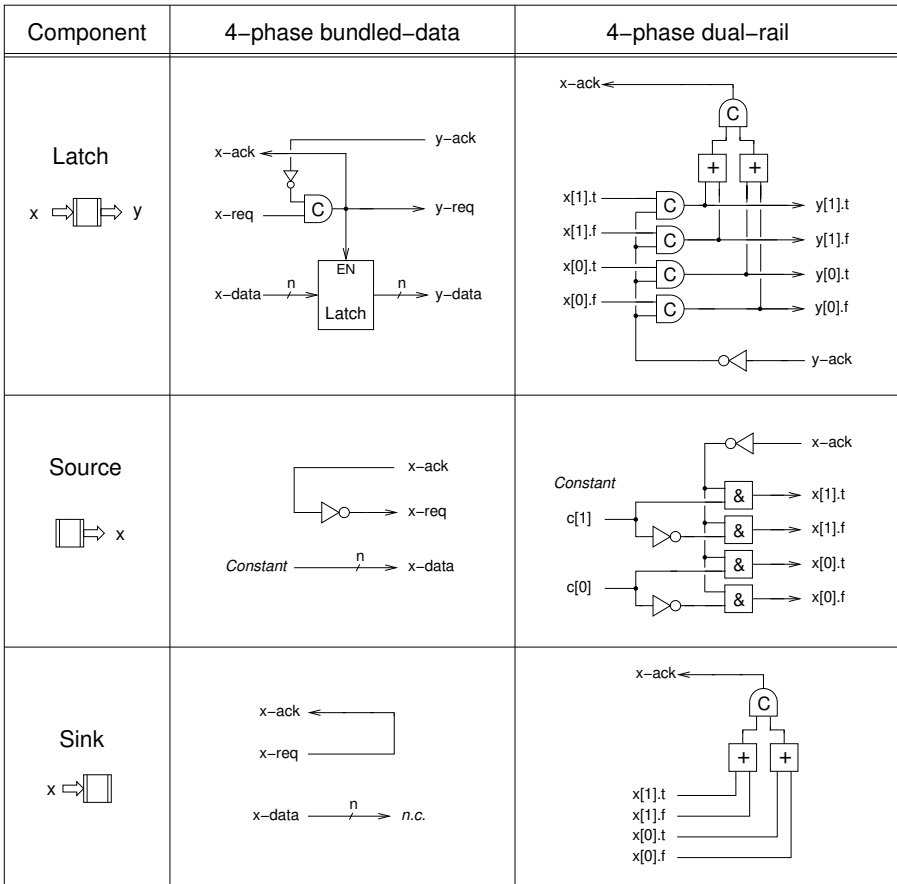 Component
4−phase bundled−data
4−phase dual−rail
Latch
x
y
y−ack
x−ack
C
x−req
y−req
EN
Latch
x−data
n
n
y−data
x−ack
C
+
+
x[1].t
C
y[1].t
x[1].f
C
y[1].f
x[0].t
C
y[0].t
x[0].f
C
y[0].f
y−ack
Source
x
x−ack
x−req
Constant
n
x−data
x−ack
Constant
c[1]
&
x[1].t
&
x[1].f
c[0]
&
x[0].t
&
x[0].f
Sink
x
x−ack
x−req
x−data
n
n.c.
x−ack
C
+
+
x[1].t
x[1].f
x[0].t
x[0].f